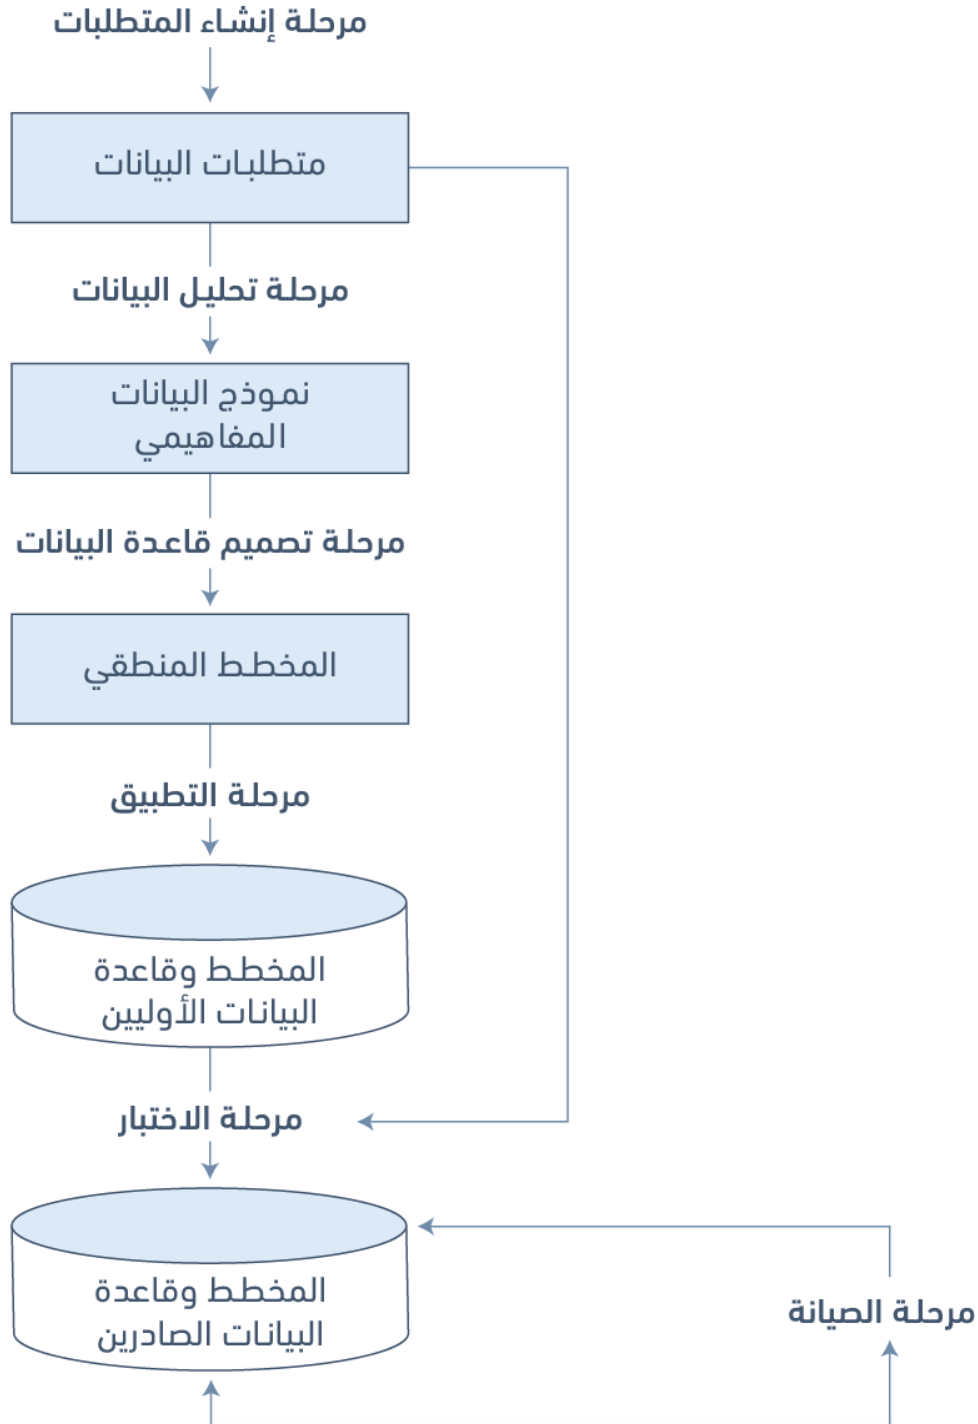 مرحلة إنشاء المتطلبات
متطلبات البيانات
مرحلة تحليل البيانات
نموذج البيانات
المفاهيمي
مرحلة تصميم قاعدة البيانات
المخطط المنطقي
مرحلة التطبيق
المخطط وقاعدة
البيانات الأوليين
مرحلة الاختبار
المخطط وقاعدة
البيانات الصادرين
مرحلة الصيانة